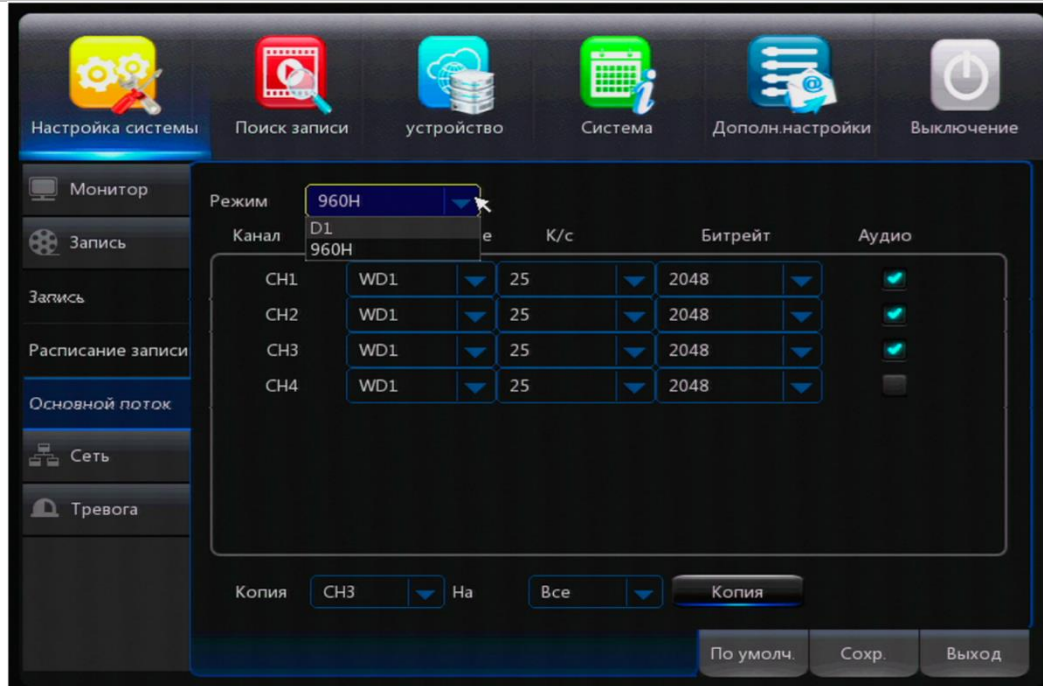 Настройка системы Поиск записи устройство Система Дополн.настройки Выключение
Монитор
Запись
Запись
Расписание записи
Основной поток
Сеть
Тревога
Режим 960H
D1
960H
Канал е К/с Битрейт Аудио
CH1 WD1 25 2048
CH2 WD1 25 2048
CH3 WD1 25 2048
CH4 WD1 25 2048
Копия CH3 На Все Копия
По умолч. Сохр. Выход